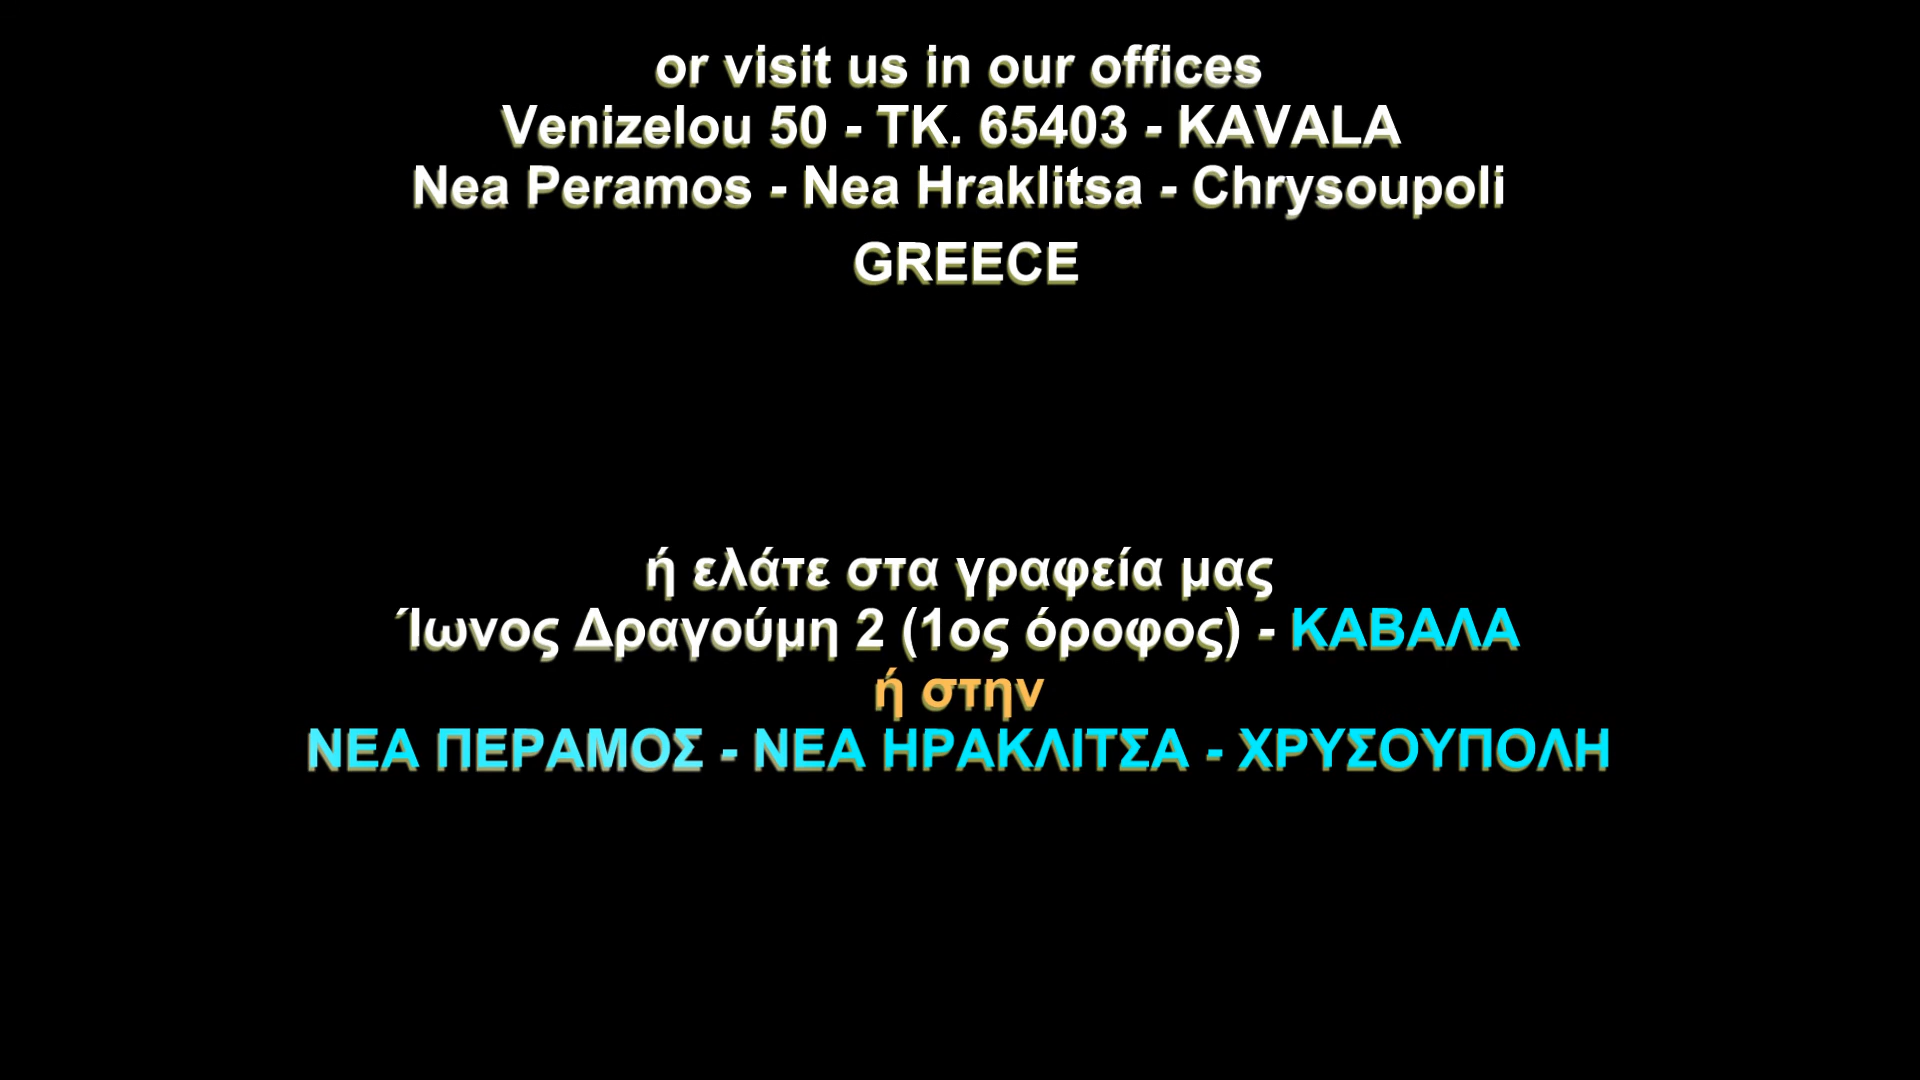 or visit us in our offices
Venizelou 50 - TK. 65403 - KAVALA
Nea Peramos - Nea Hraklitsa - Chrysoupoli
GREECE
ή ελάτε στα γραφεία μας
Ίωνος Δραγούμη 2 (1ος όροφος) - ΚΑΒΑΛΑ
ή στην
ΝΕΑ ΠΕΡΑΜΟΣ - ΝΕΑ ΗΡΑΚΛΙΤΣΑ - ΧΡΥΣΟΥΠΟΛΗ